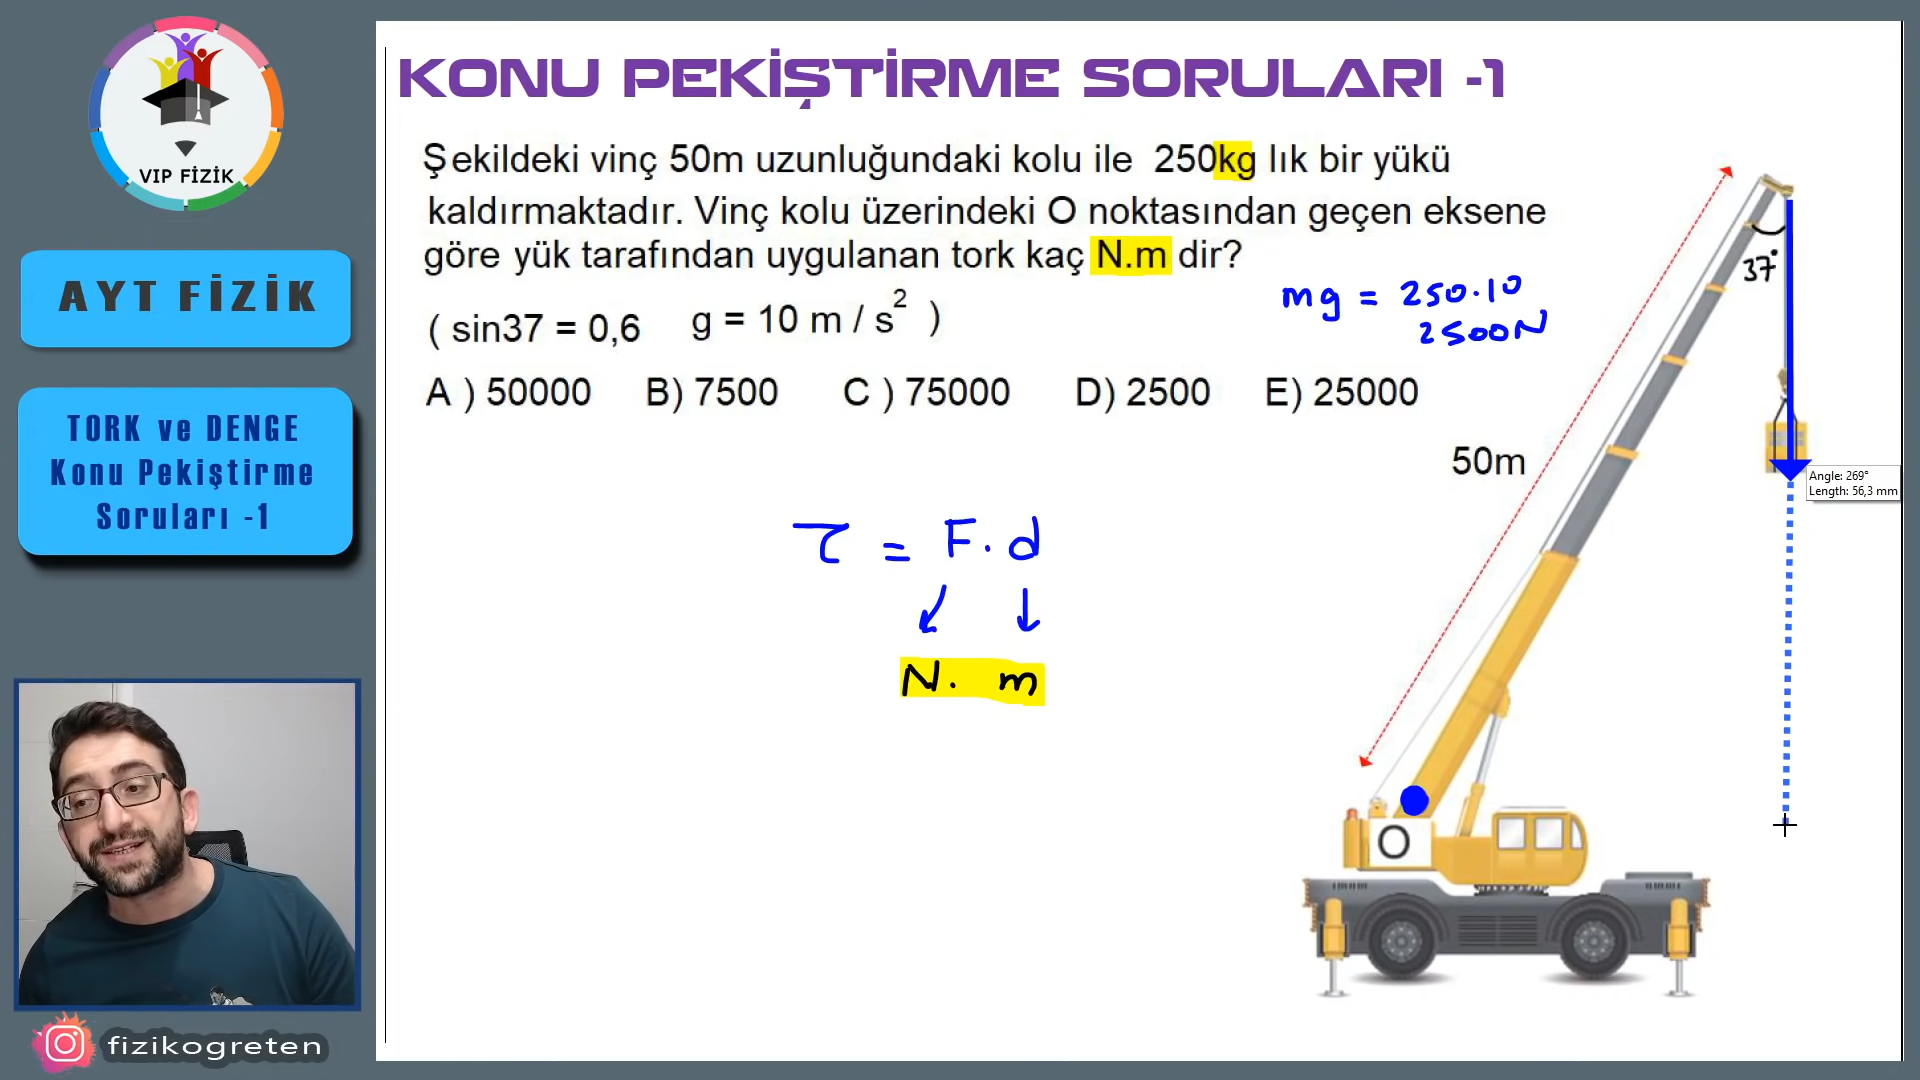 VIP FİZİK
AYT FİZİK
TORK ve DENGE
Konu Pekiştirme
Soruları -1
fizikogreten
KONU PEKİŞTİRME SORULARI -1
Şekildeki vinç 50m uzunluğundaki kolu ile 250kg lık bir yükü
kaldırmaktadır. Vinç kolu üzerindeki O noktasından geçen eksene
göre yük tarafından uygulanan tork kaç N.m dir?
( sin37 = 0,6 g = 10 m / s² )
A ) 50000 B) 7500 C ) 75000 D) 2500 E) 25000
mg = 250.10
2500N
37°
50m
Angle: 269°
Length: 56,3 mm
τ = F.d
N. m
O